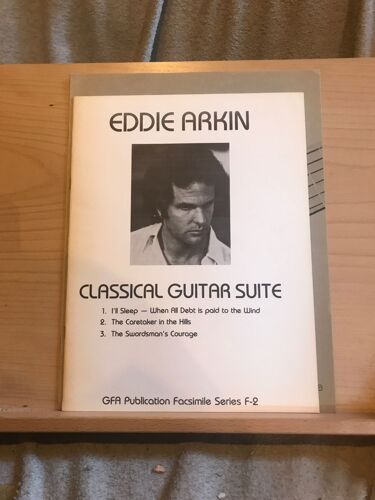 EDDIE ARKIN
CLASSICAL GUITAR SUITE
1. I'll Sleep — When All Debt is paid to the Wind
2. The Caretaker in the Hills
3. The Swordsman's Courage
GFA Publication Facsimile Series F-2